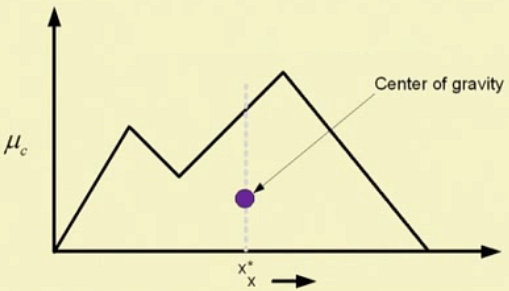 Center of gravity
μc
x*
x